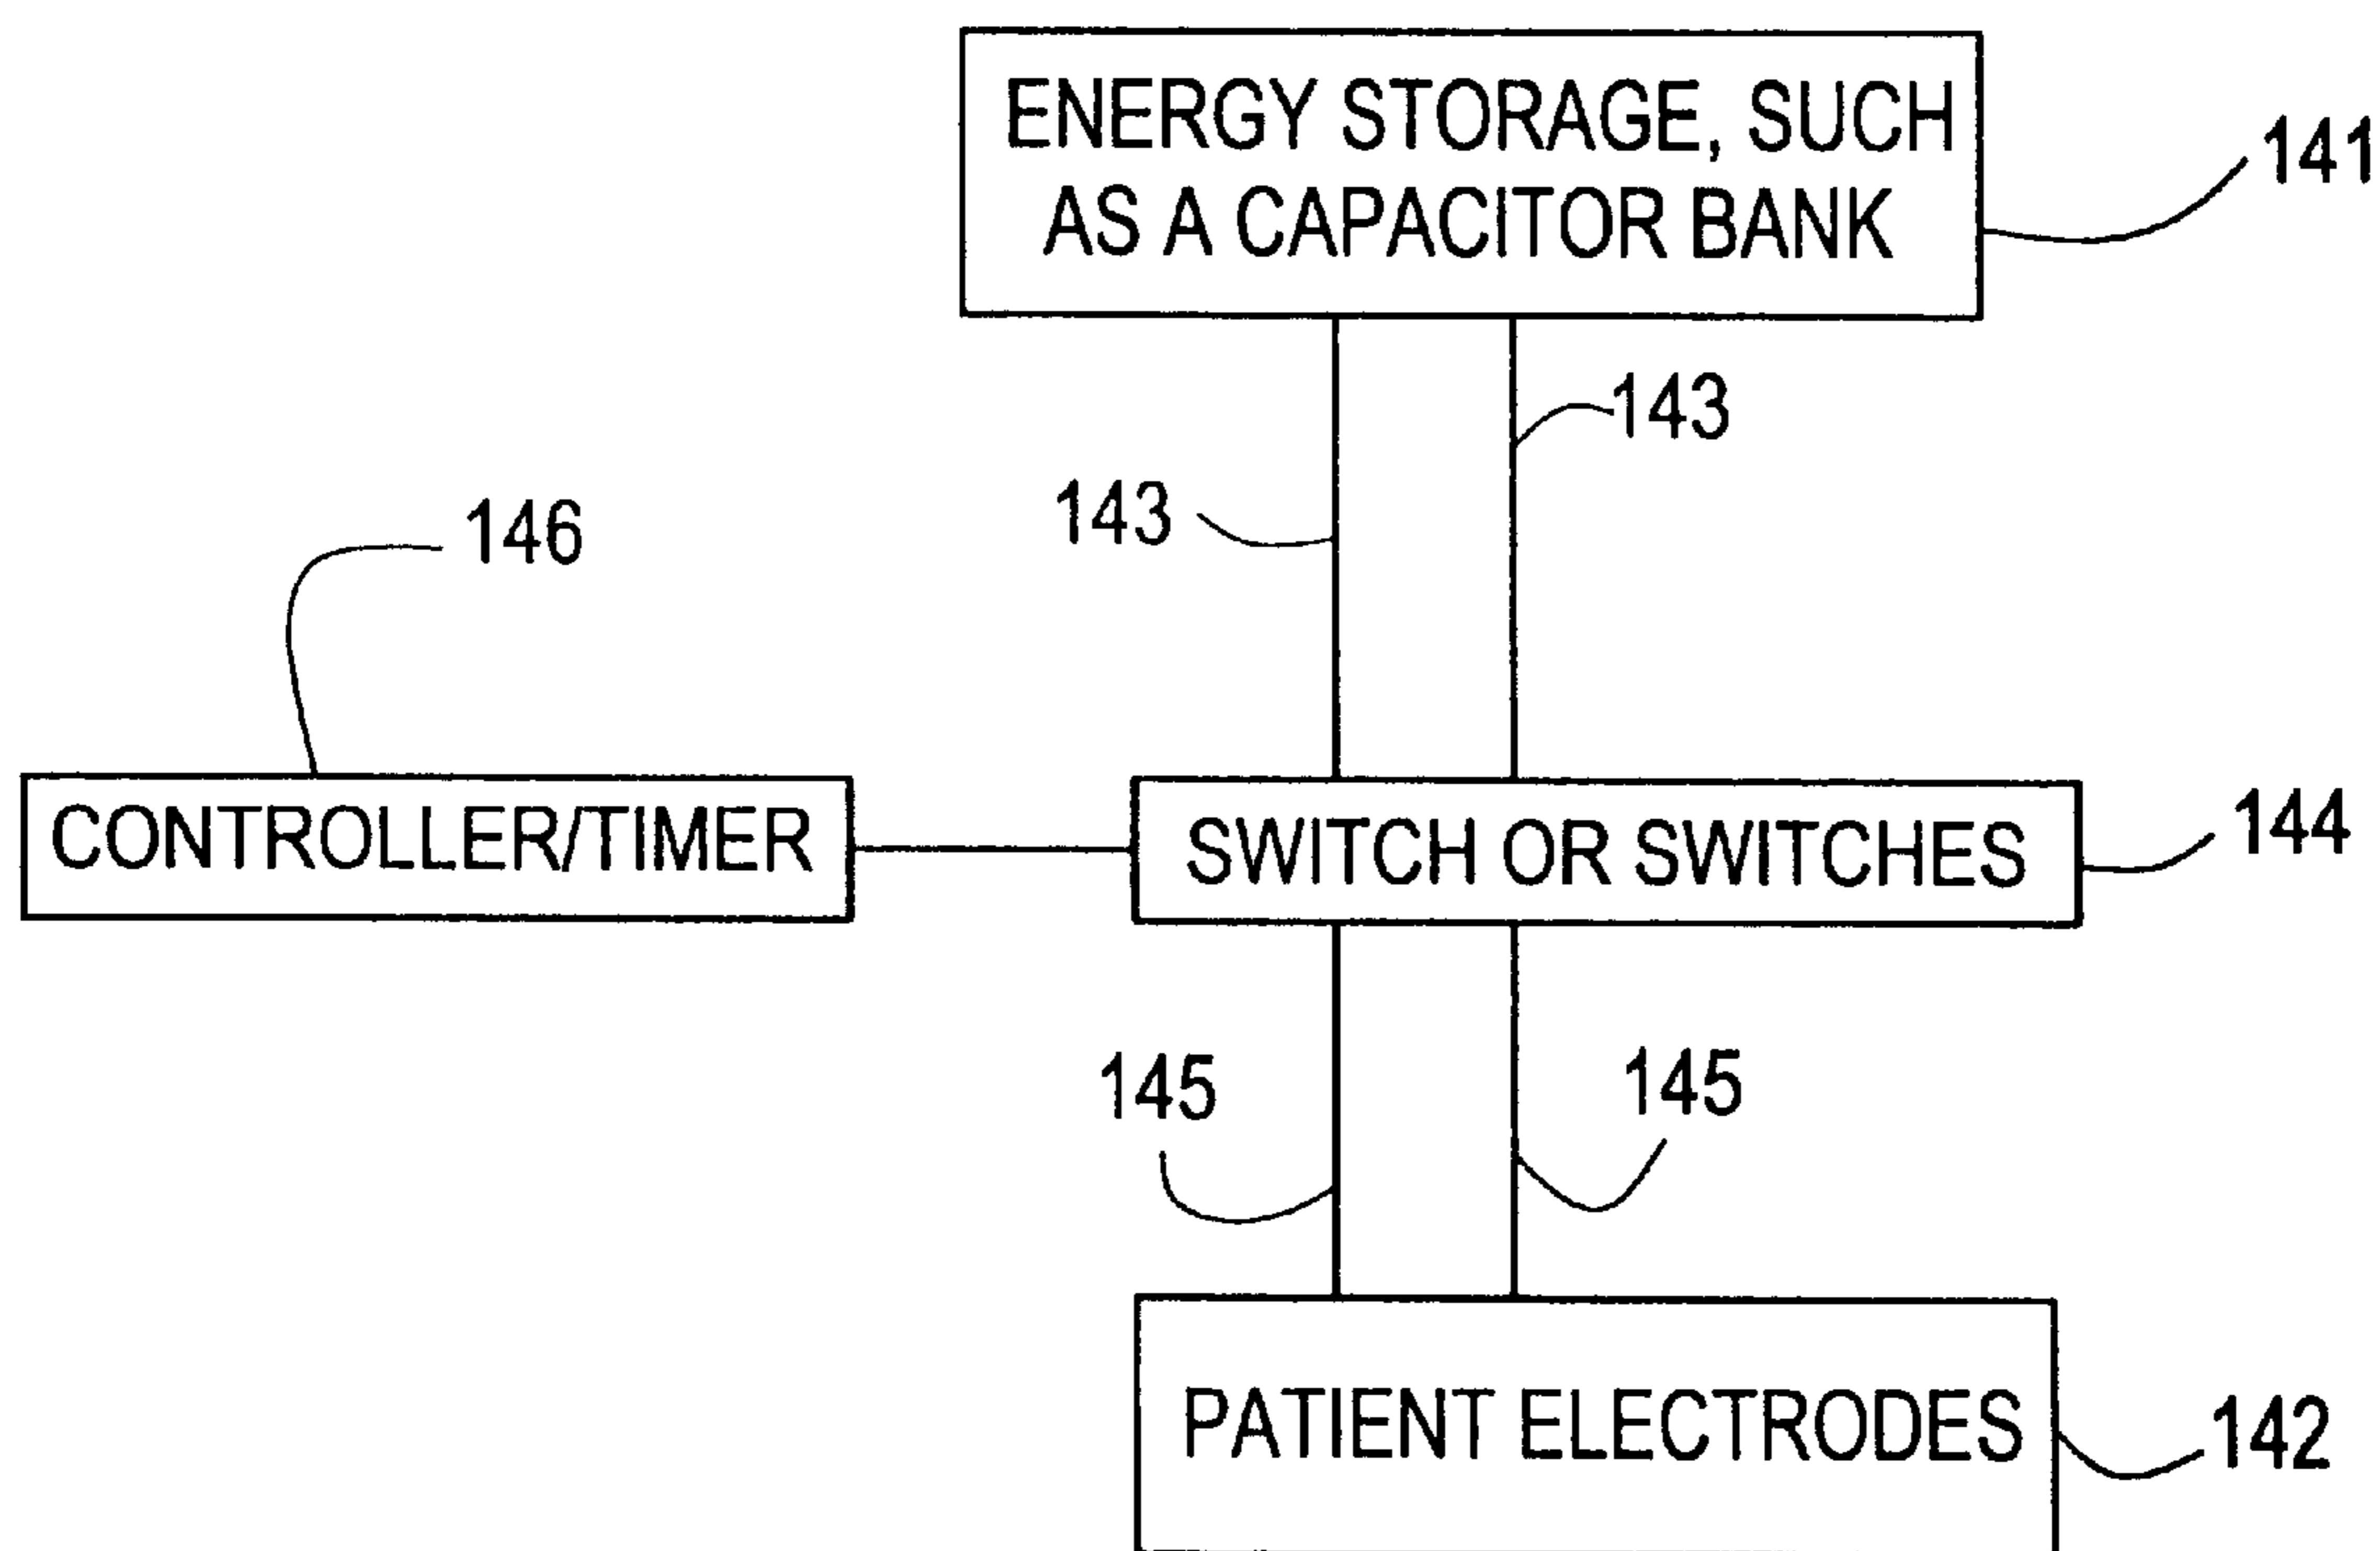 ENERGY STORAGE, SUCH
AS A CAPACITOR BANK
141
143
143
146
CONTROLLER/TIMER
SWITCH OR SWITCHES
144
145
145
PATIENT ELECTRODES
142